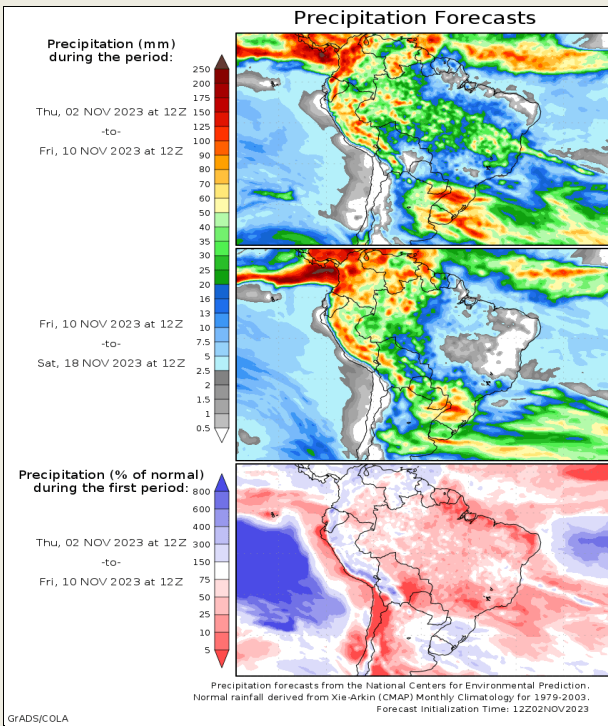 Precipitation Forecasts
Precipitation (mm)
during the period:
Thu, 02 NOV 2023 at 12Z
-to-
Fri, 10 NOV 2023 at 12Z
250
200
175
150
125
100
90
80
70
60
50
40
35
30
25
20
16
13
10
7.5
5
2.5
2
1.5
1
0.5
Fri, 10 NOV 2023 at 12Z
-to-
Sat, 18 NOV 2023 at 12Z
Precipitation (% of normal)
during the first period:
Thu, 02 NOV 2023 at 12Z
-to-
Fri, 10 NOV 2023 at 12Z
800
600
400
300
150
75
50
25
10
5
Precipitation forecasts from the National Centers for Environmental Prediction.
Normal rainfall derived from Xie-Arkin (CMAP) Monthly Climatology for 1979-2003.
Forecast Initialization Time: 12Z02NOV2023
GrADS/COLA